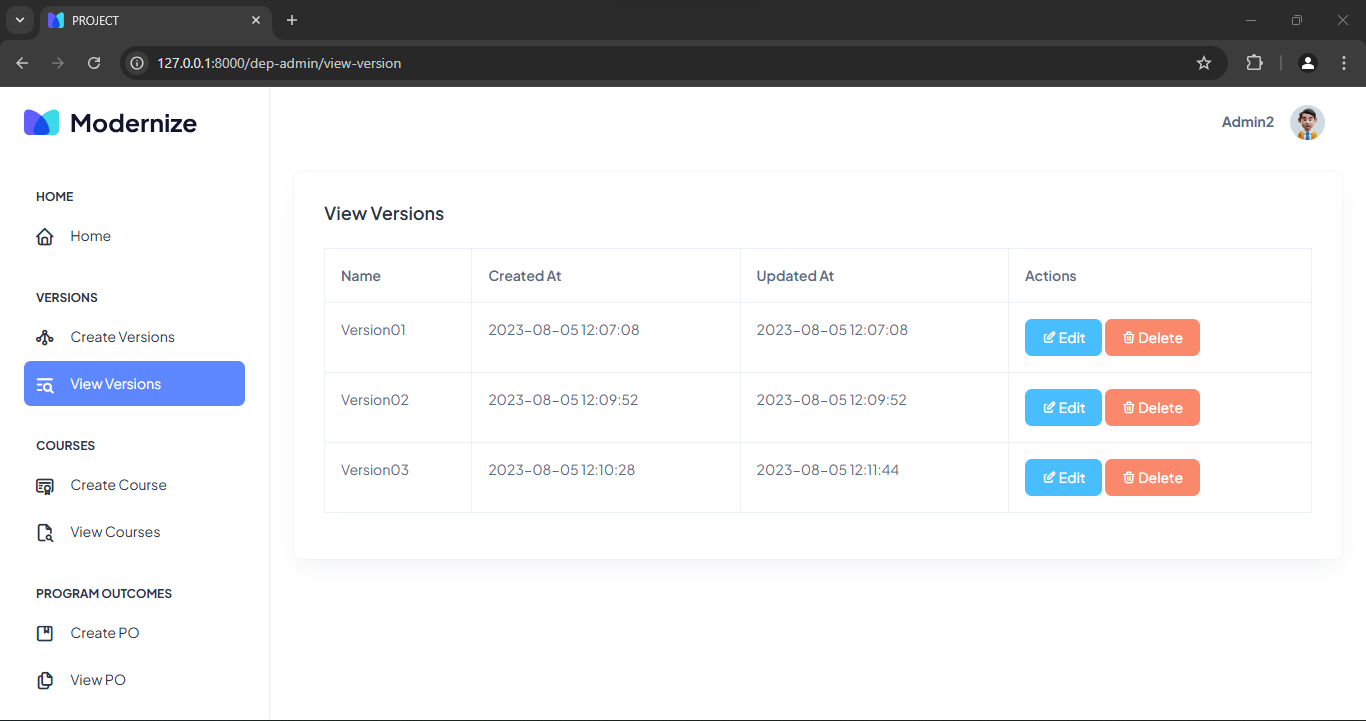 PROJECT
127.0.0.1:8000/dep-admin/view-version
Modernize
Admin2
HOME
Home
VERSIONS
Create Versions
View Versions
COURSES
Create Course
View Courses
PROGRAM OUTCOMES
Create PO
View PO
View Versions
Name Created At Updated At Actions
Version01 2023-08-05 12:07:08 2023-08-05 12:07:08 Edit Delete
Version02 2023-08-05 12:09:52 2023-08-05 12:09:52 Edit Delete
Version03 2023-08-05 12:10:28 2023-08-05 12:11:44 Edit Delete